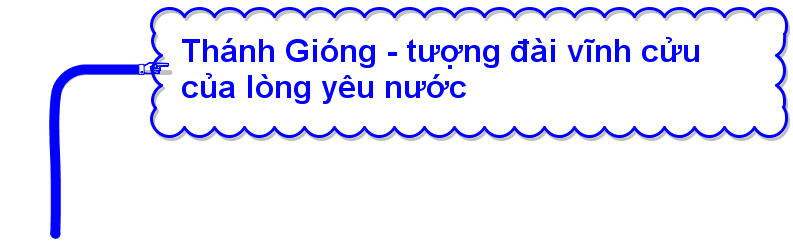 Thánh Gióng - tượng đài vĩnh cửu
của lòng yêu nước